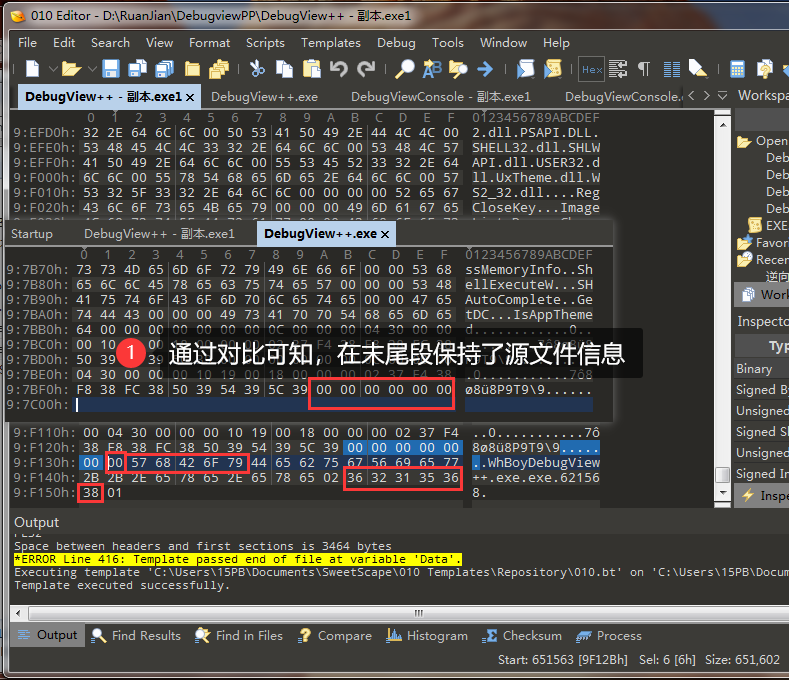 010 Editor - D:\RuanJian\DebugviewPP\DebugView++ - 副本.exe1
File Edit Search View Format Scripts Templates Debug Tools Window Help
DebugView++ - 副本.exe1 × DebugView++.exe DebugViewConsole - 副本.exe1 DebugViewConsole. Workspa
0 1 2 3 4 5 6 7 8 9 A B C D E F 0123456789ABCDEF
9:EFD0h: 32 2E 64 6C 6C 00 50 53 41 50 49 2E 44 4C 4C 00 2.dll.PSAPI.DLL.
9:EFE0h: 53 48 45 4C 4C 33 32 2E 64 6C 6C 00 53 48 4C 57 SHELL32.dll.SHLW
9:EFF0h: 41 50 49 2E 64 6C 6C 00 55 53 45 52 33 32 2E 64 API.dll.USER32.d
9:F000h: 6C 6C 00 55 78 54 68 65 6D 65 2E 64 6C 6C 00 57 ll.UxTheme.dll.W
9:F010h: 53 32 5F 33 32 2E 64 6C 6C 00 00 00 00 52 65 67 S2_32.dll....Reg
9:F020h: 43 6C 6F 73 65 4B 65 79 00 00 00 49 6D 61 67 65 CloseKey...Image
Open
Deb
Deb
Deb
Deb
EXE
Favor
Recen
逆向
Work
Inspecto
Typ
Binary
Signed B
Unsigned
Signed Sh
Unsigned
Signed In
Inspe
Startup DebugView++ - 副本.exe1 DebugView++.exe ×
0 1 2 3 4 5 6 7 8 9 A B C D E F 0123456789ABCDEF
9:7B70h: 73 73 4D 65 6D 6F 72 79 49 6E 66 6F 00 00 53 68 ssMemoryInfo..Sh
9:7B80h: 65 6C 6C 45 78 65 63 75 74 65 57 00 00 00 53 48 ellExecuteW...SH
9:7B90h: 41 75 74 6F 43 6F 6D 70 6C 65 74 65 00 00 47 65 AutoComplete..Ge
9:7BA0h: 74 44 43 00 00 00 49 73 41 70 70 54 68 65 6D 65 tDC...IsAppTheme
9:7BB0h: 64 00 00 00
9:7BC0h: 00 10
9:7BD0h: 50 39
9:7BE0h: 04 30 00 00
9:7BF0h: F8 38 FC 38 50 39 54 39 5C 39 00 00 00 00 00 00 ø8ü8P9T9\9......
9:7C00h:
1 通过对比可知，在末尾段保持了源文件信息
9:F110h: 00 04 30 00 00 00 10 19 00 18 00 00 00 02 37 F4 ..0...........7ô
9:F120h: 38 F8 38 FC 38 50 39 54 39 5C 39 00 00 00 00 00 8ø8ü8P9T9\9.....
9:F130h: 00 00 57 68 42 6F 79 44 65 62 75 67 56 69 65 77 ..WhBoyDebugView
9:F140h: 2B 2B 2E 65 78 65 2E 65 78 65 02 36 32 31 35 36 ++.exe.exe.62156
9:F150h: 38 01 8.
Output
Space between headers and first sections is 3464 bytes
*ERROR Line 416: Template passed end of file at variable 'Data'.
Executing template 'C:\Users\15PB\Documents\SweetScape\010 Templates\Repository\010.bt' on 'C:\Users\15PB\Docum
Template executed successfully.
Output Find Results Find in Files Compare Histogram Checksum Process
Start: 651563 [9F12Bh] Sel: 6 [6h] Size: 651,602